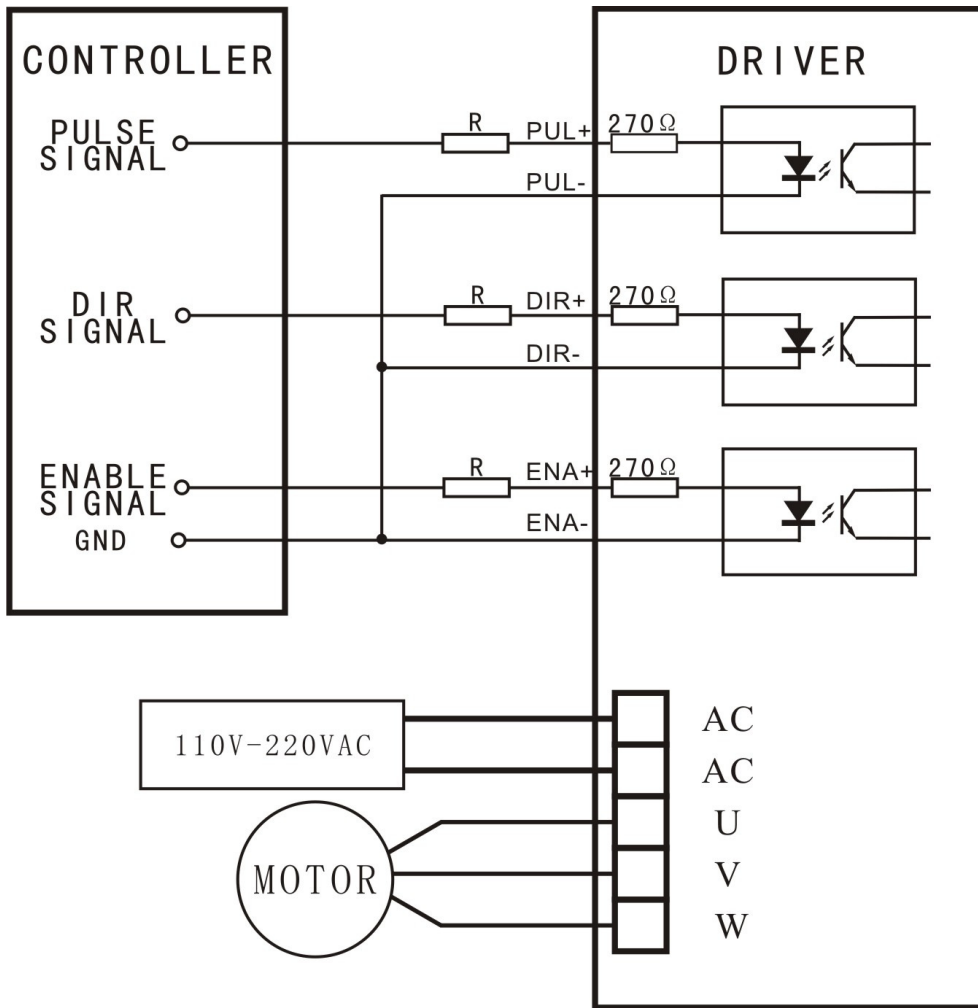 CONTROLLER
DRIVER
PULSE
SIGNAL
R
PUL+
270Ω
PUL-
DIR
SIGNAL
R
DIR+
270Ω
DIR-
ENABLE
SIGNAL
R
ENA+
270Ω
ENA-
GND
110V-220VAC
AC
AC
MOTOR
U
V
W